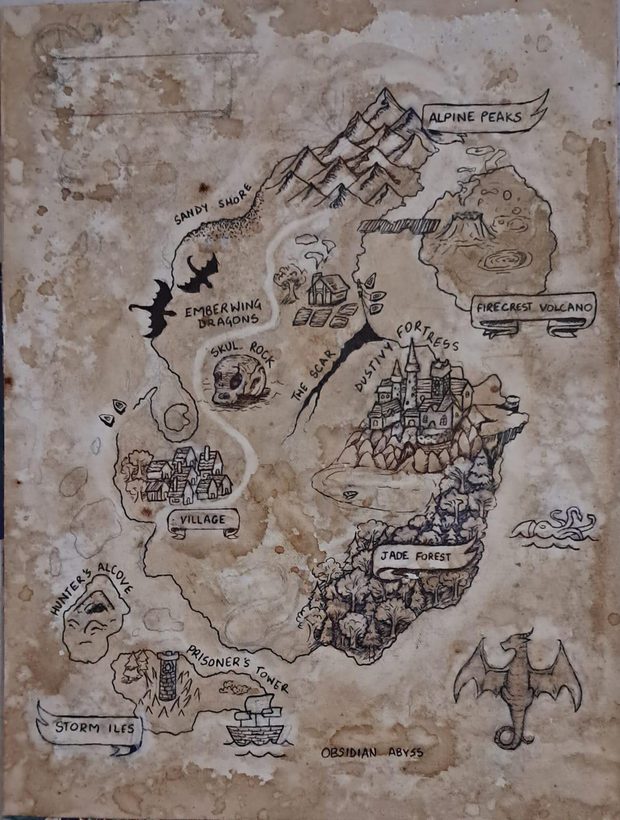 ALPINE PEAKS
SANDY SHORE
FIRECREST VOLCANO
EMBERWING
DRAGONS
SKUL ROCK
THE SCAR
DUSTIVY FORTRESS
VILLAGE
JADE FOREST
HUNTER'S ALCOVE
PRISONER'S TOWER
STORM ILES
OBSIDIAN ABYSS